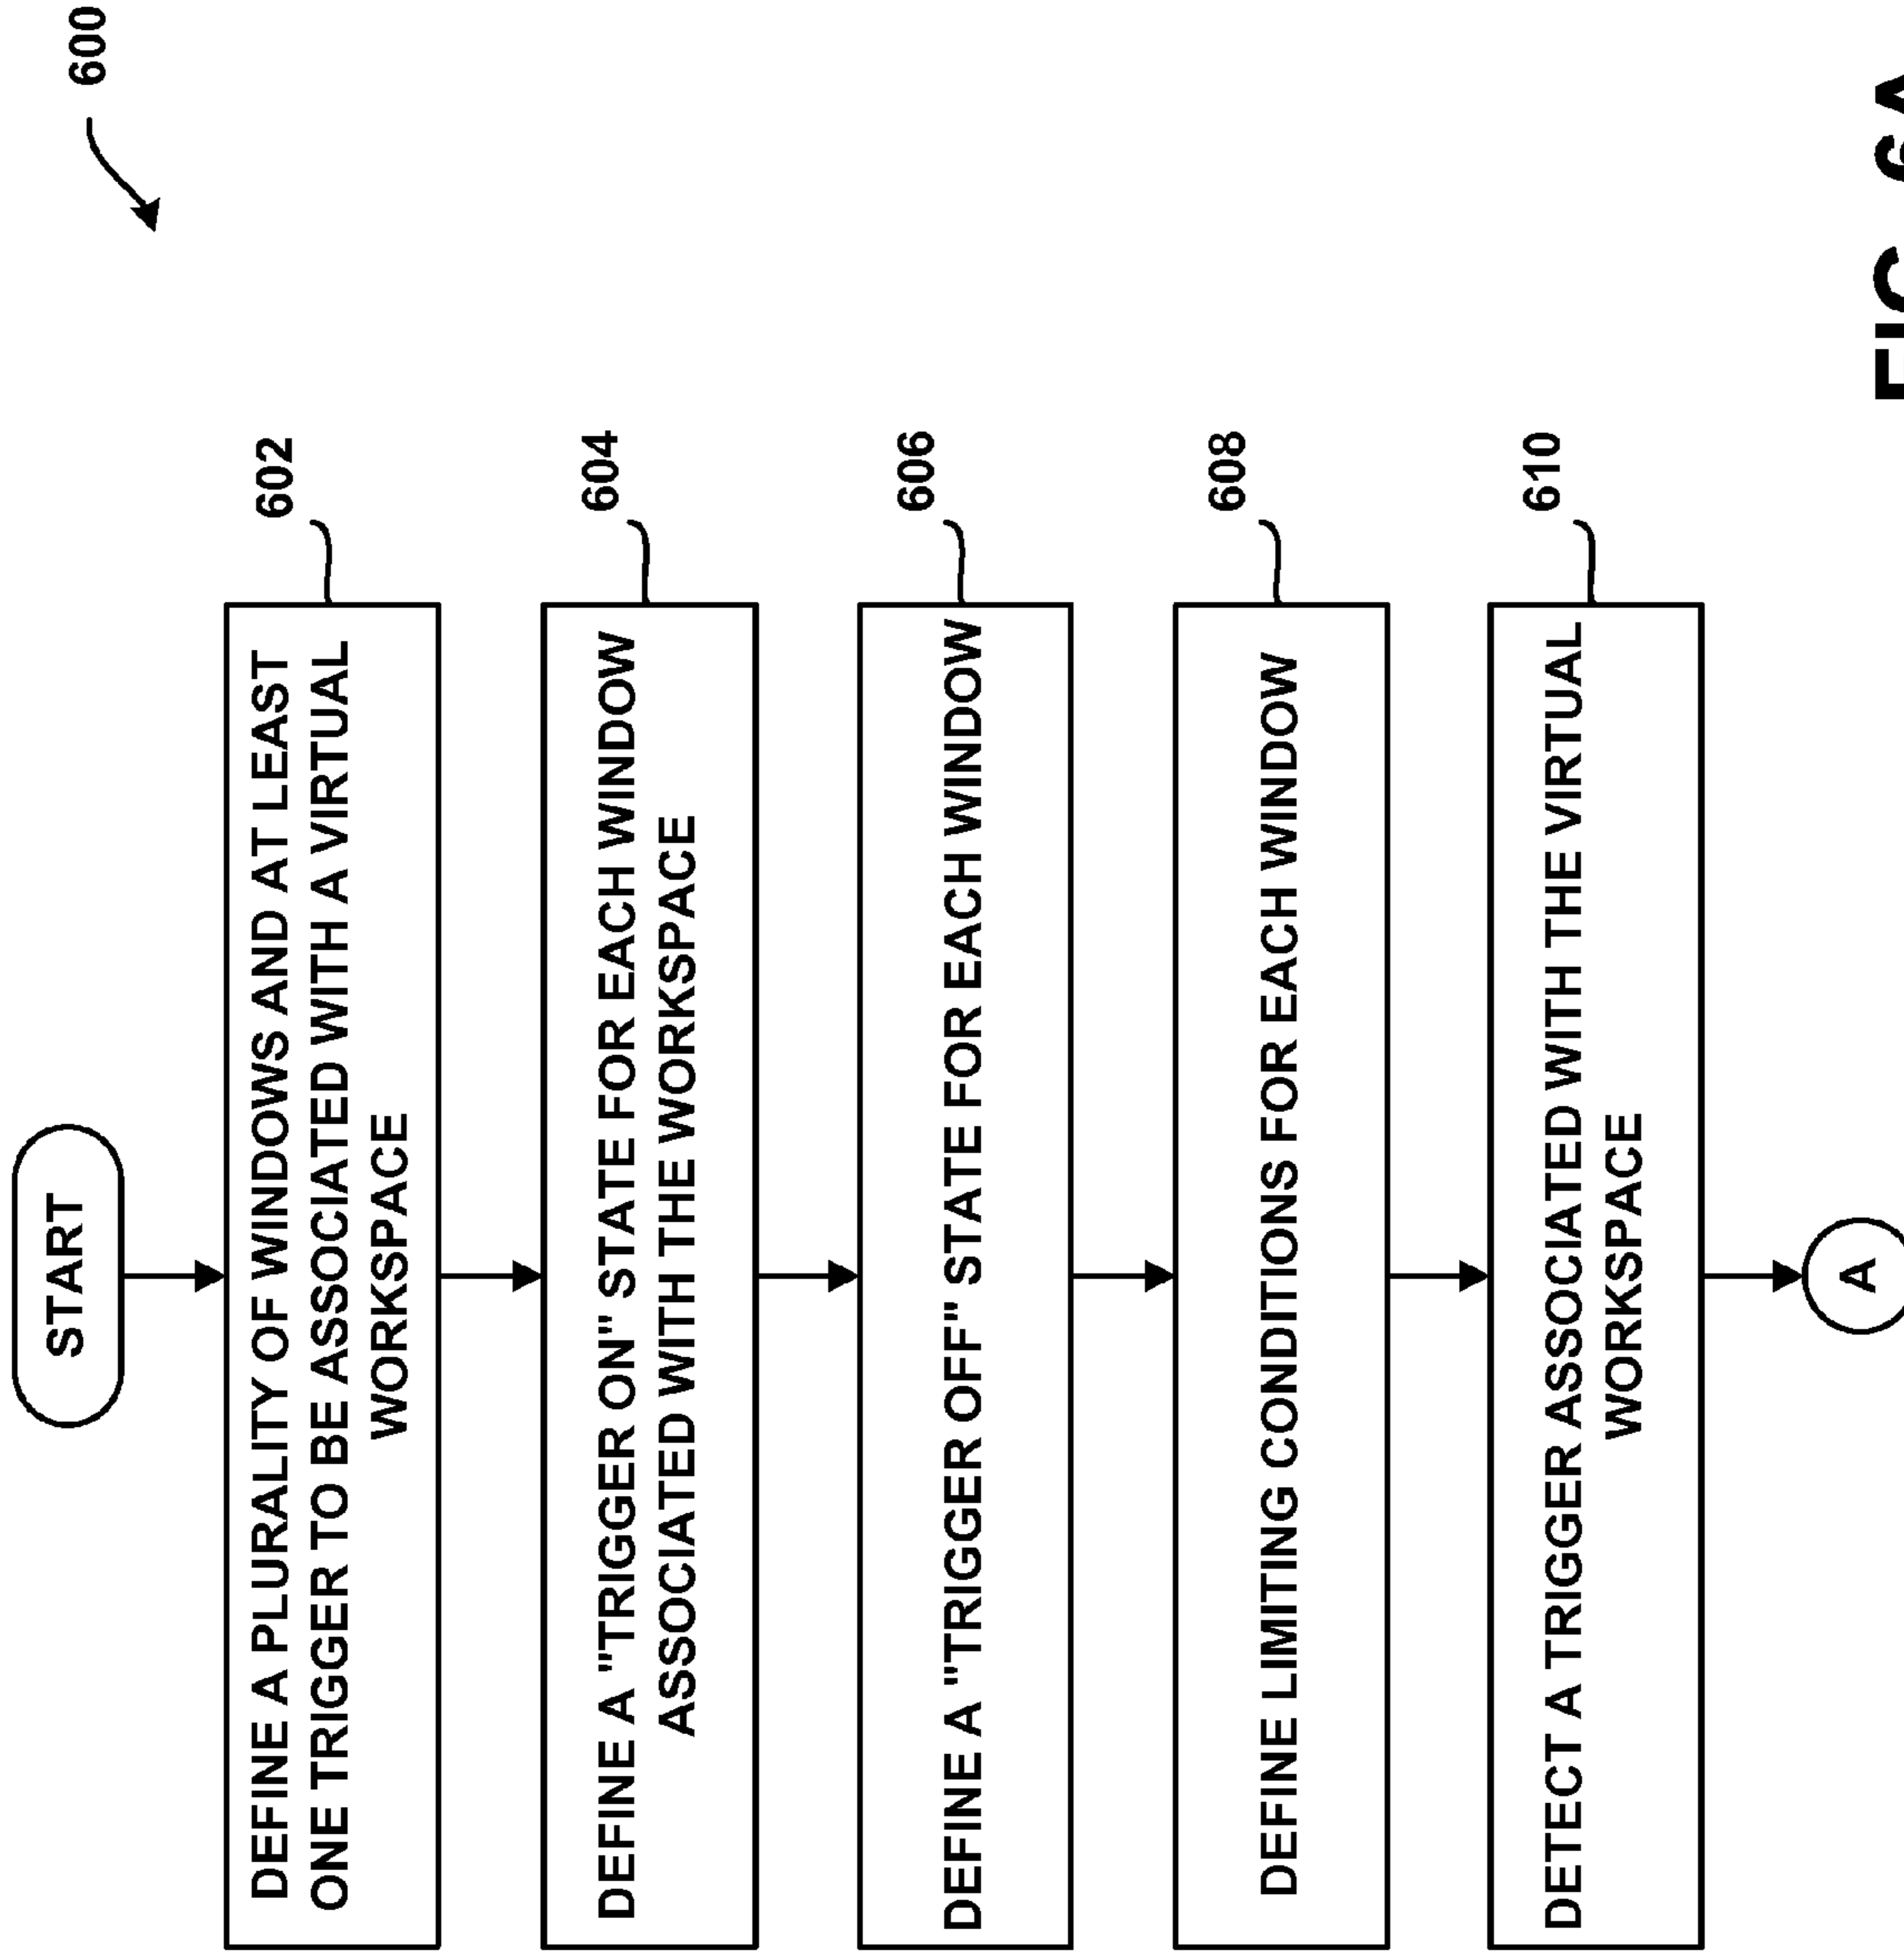 600
START
DEFINE A PLURALITY OF WINDOWS AND AT LEAST
ONE TRIGGER TO BE ASSOCIATED WITH A VIRTUAL
WORKSPACE
602
DEFINE A "TRIGGER ON" STATE FOR EACH WINDOW
ASSOCIATED WITH THE WORKSPACE
604
DEFINE A "TRIGGER OFF" STATE FOR EACH WINDOW
606
DEFINE LIMITING CONDITIONS FOR EACH WINDOW
608
DETECT A TRIGGER ASSOCIATED WITH THE VIRTUAL
WORKSPACE
610
A